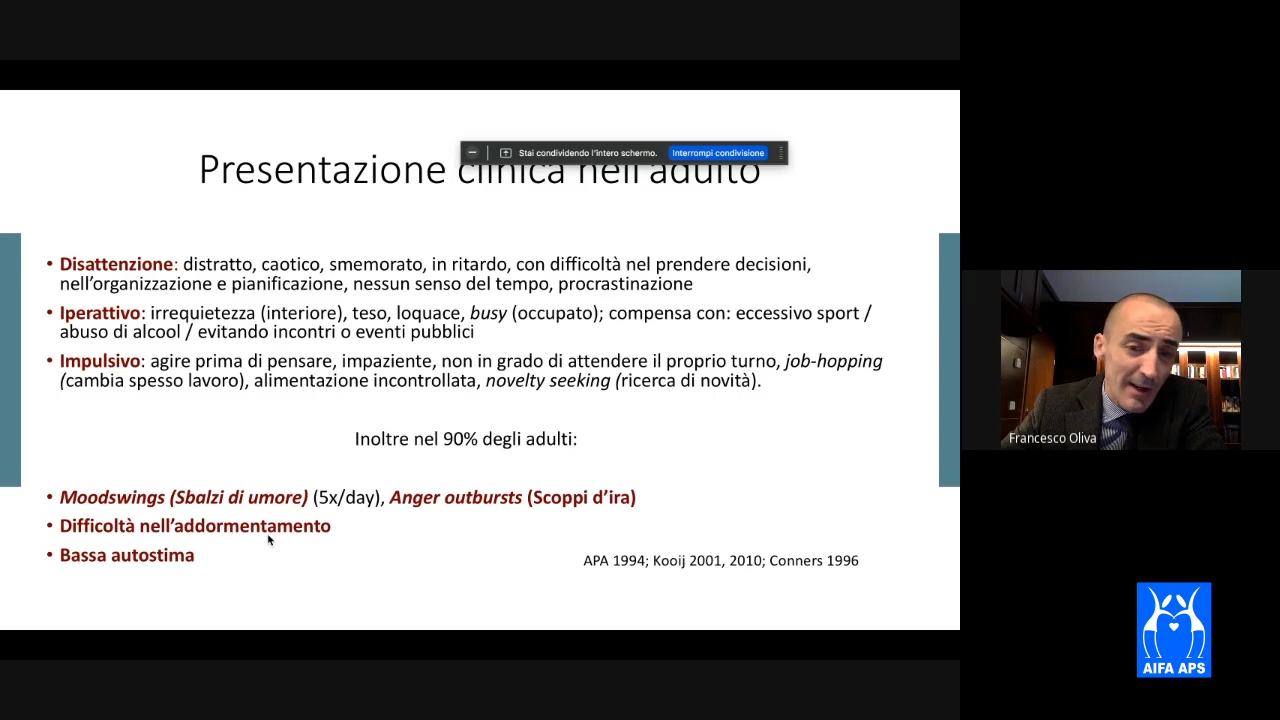 Stai condividendo l'intero schermo. Interrompi condivisione
Presentazione clinica nell'adulto
• Disattenzione: distratto, caotico, smemorato, in ritardo, con difficoltà nel prendere decisioni,
nell'organizzazione e pianificazione, nessun senso del tempo, procrastinazione
• Iperattivo: irrequietezza (interiore), teso, loquace, busy (occupato); compensa con: eccessivo sport /
abuso di alcool / evitando incontri o eventi pubblici
• Impulsivo: agire prima di pensare, impaziente, non in grado di attendere il proprio turno, job-hopping
(cambia spesso lavoro), alimentazione incontrollata, novelty seeking (ricerca di novità).
Inoltre nel 90% degli adulti:
• Moodswings (Sbalzi di umore) (5x/day), Anger outbursts (Scoppi d'ira)
• Difficoltà nell'addormentamento
• Bassa autostima
APA 1994; Kooij 2001, 2010; Conners 1996
Francesco Oliva
AIFA APS